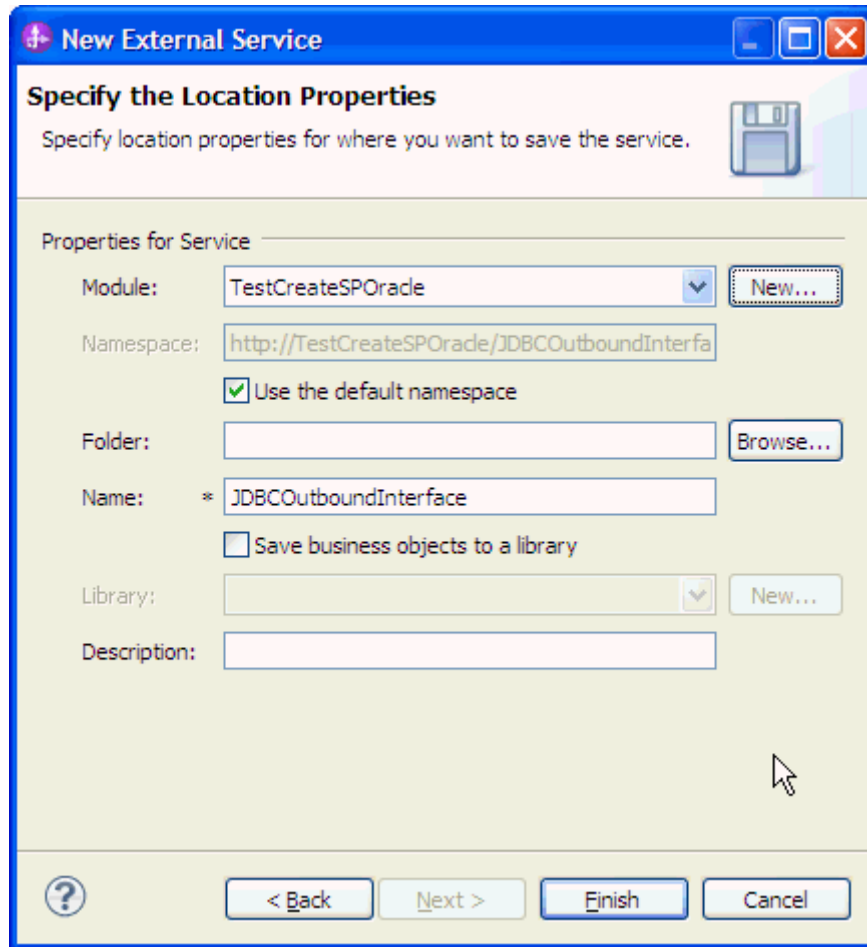 New External Service
Specify the Location Properties
Specify location properties for where you want to save the service.
Properties for Service
Module: TestCreateSPOracle New...
Namespace: http://TestCreateSPOracle/JDBCOutboundInterfa
Use the default namespace
Folder: Browse...
Name: * JDBCOutboundInterface
Save business objects to a library
Library: New...
Description:
? < Back Next > Finish Cancel